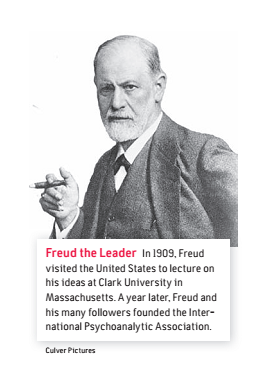 Freud the Leader In 1909, Freud
visited the United States to lecture on
his ideas at Clark University in
Massachusetts. A year later, Freud and
his many followers founded the Inter-
national Psychoanalytic Association.
Culver Pictures